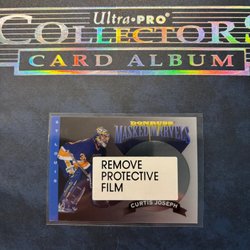 Ultra•PRO®
COLLECTORS
CARD ALBUM
DONRUSS
MASKED MARVELS
REMOVE
PROTECTIVE
FILM
CURTIS JOSEPH